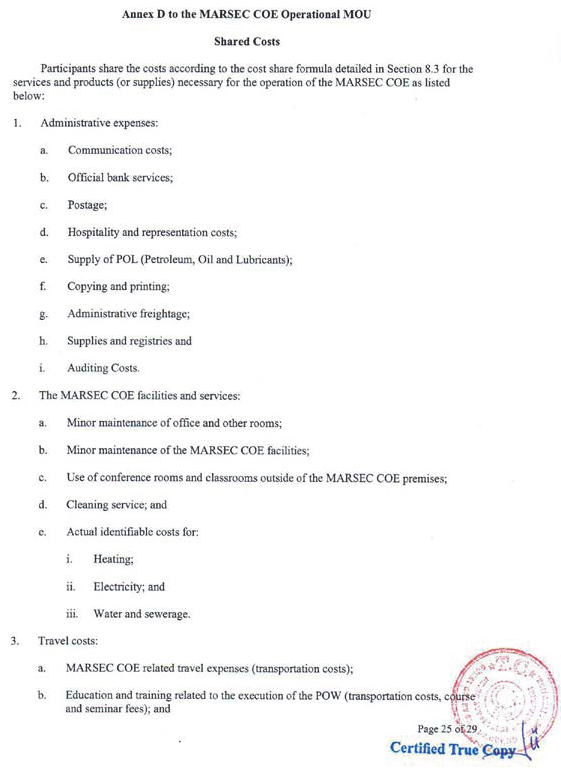 Annex D to the MARSEC COE Operational MOU
Shared Costs
Participants share the costs according to the cost share formula detailed in Section 8.3 for the
services and products (or supplies) necessary for the operation of the MARSEC COE as listed
below:
1. Administrative expenses:
a. Communication costs;
b. Official bank services;
c. Postage;
d. Hospitality and representation costs;
e. Supply of POL (Petroleum, Oil and Lubricants);
f. Copying and printing;
g. Administrative freightage;
h. Supplies and registries and
i. Auditing Costs.
2. The MARSEC COE facilities and services:
a. Minor maintenance of office and other rooms;
b. Minor maintenance of the MARSEC COE facilities;
c. Use of conference rooms and classrooms outside of the MARSEC COE premises;
d. Cleaning service; and
e. Actual identifiable costs for:
i. Heating;
ii. Electricity; and
iii. Water and sewerage.
3. Travel costs:
a. MARSEC COE related travel expenses (transportation costs);
b. Education and training related to the execution of the POW (transportation costs, course
and seminar fees); and
T.C.
Page 25 of 29
Certified True Copy